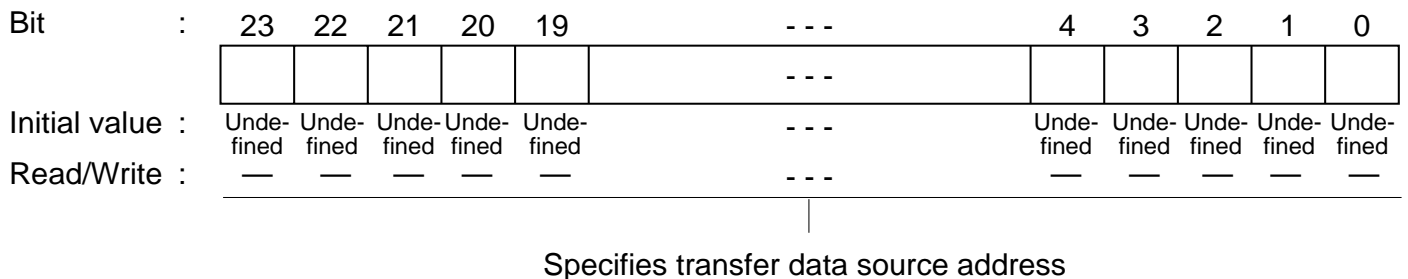 Bit : 23 22 21 20 19 - - - 4 3 2 1 0
- - -
Initial value : Unde- Unde- Unde- Unde- Unde- - - - Unde- Unde- Unde- Unde- Unde-
fined fined fined fined fined fined fined fined fined fined
Read/Write : — — — — — - - - — — — — —
Specifies transfer data source address